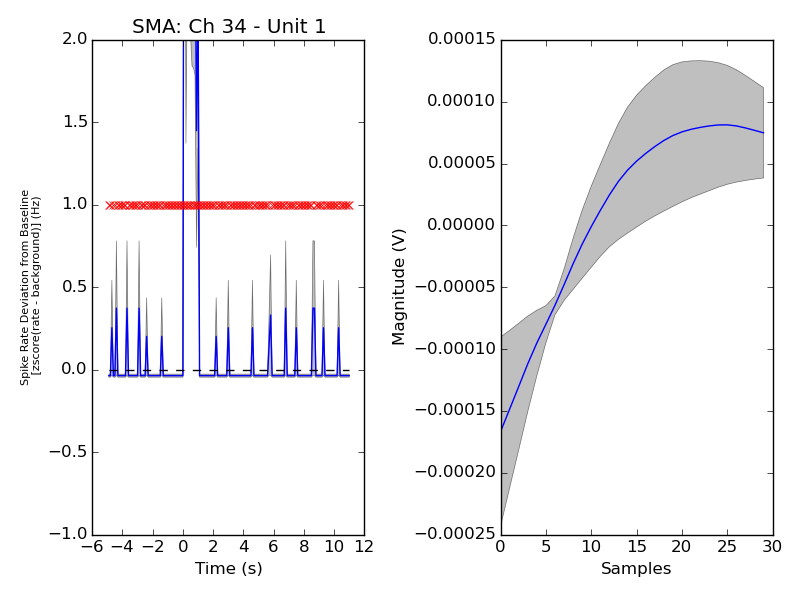 SMA: Ch 34 - Unit 1
2.0
1.5
1.0
0.5
0.0
−0.5
−1.0
−6 −4 −2 0 2 4 6 8 10 12
Time (s)
Spike Rate Deviation from Baseline
[zscore(rate - background)] (Hz)
0.00015
0.00010
0.00005
0.00000
−0.00005
−0.00010
−0.00015
−0.00020
−0.00025
0 5 10 15 20 25 30
Samples
Magnitude (V)